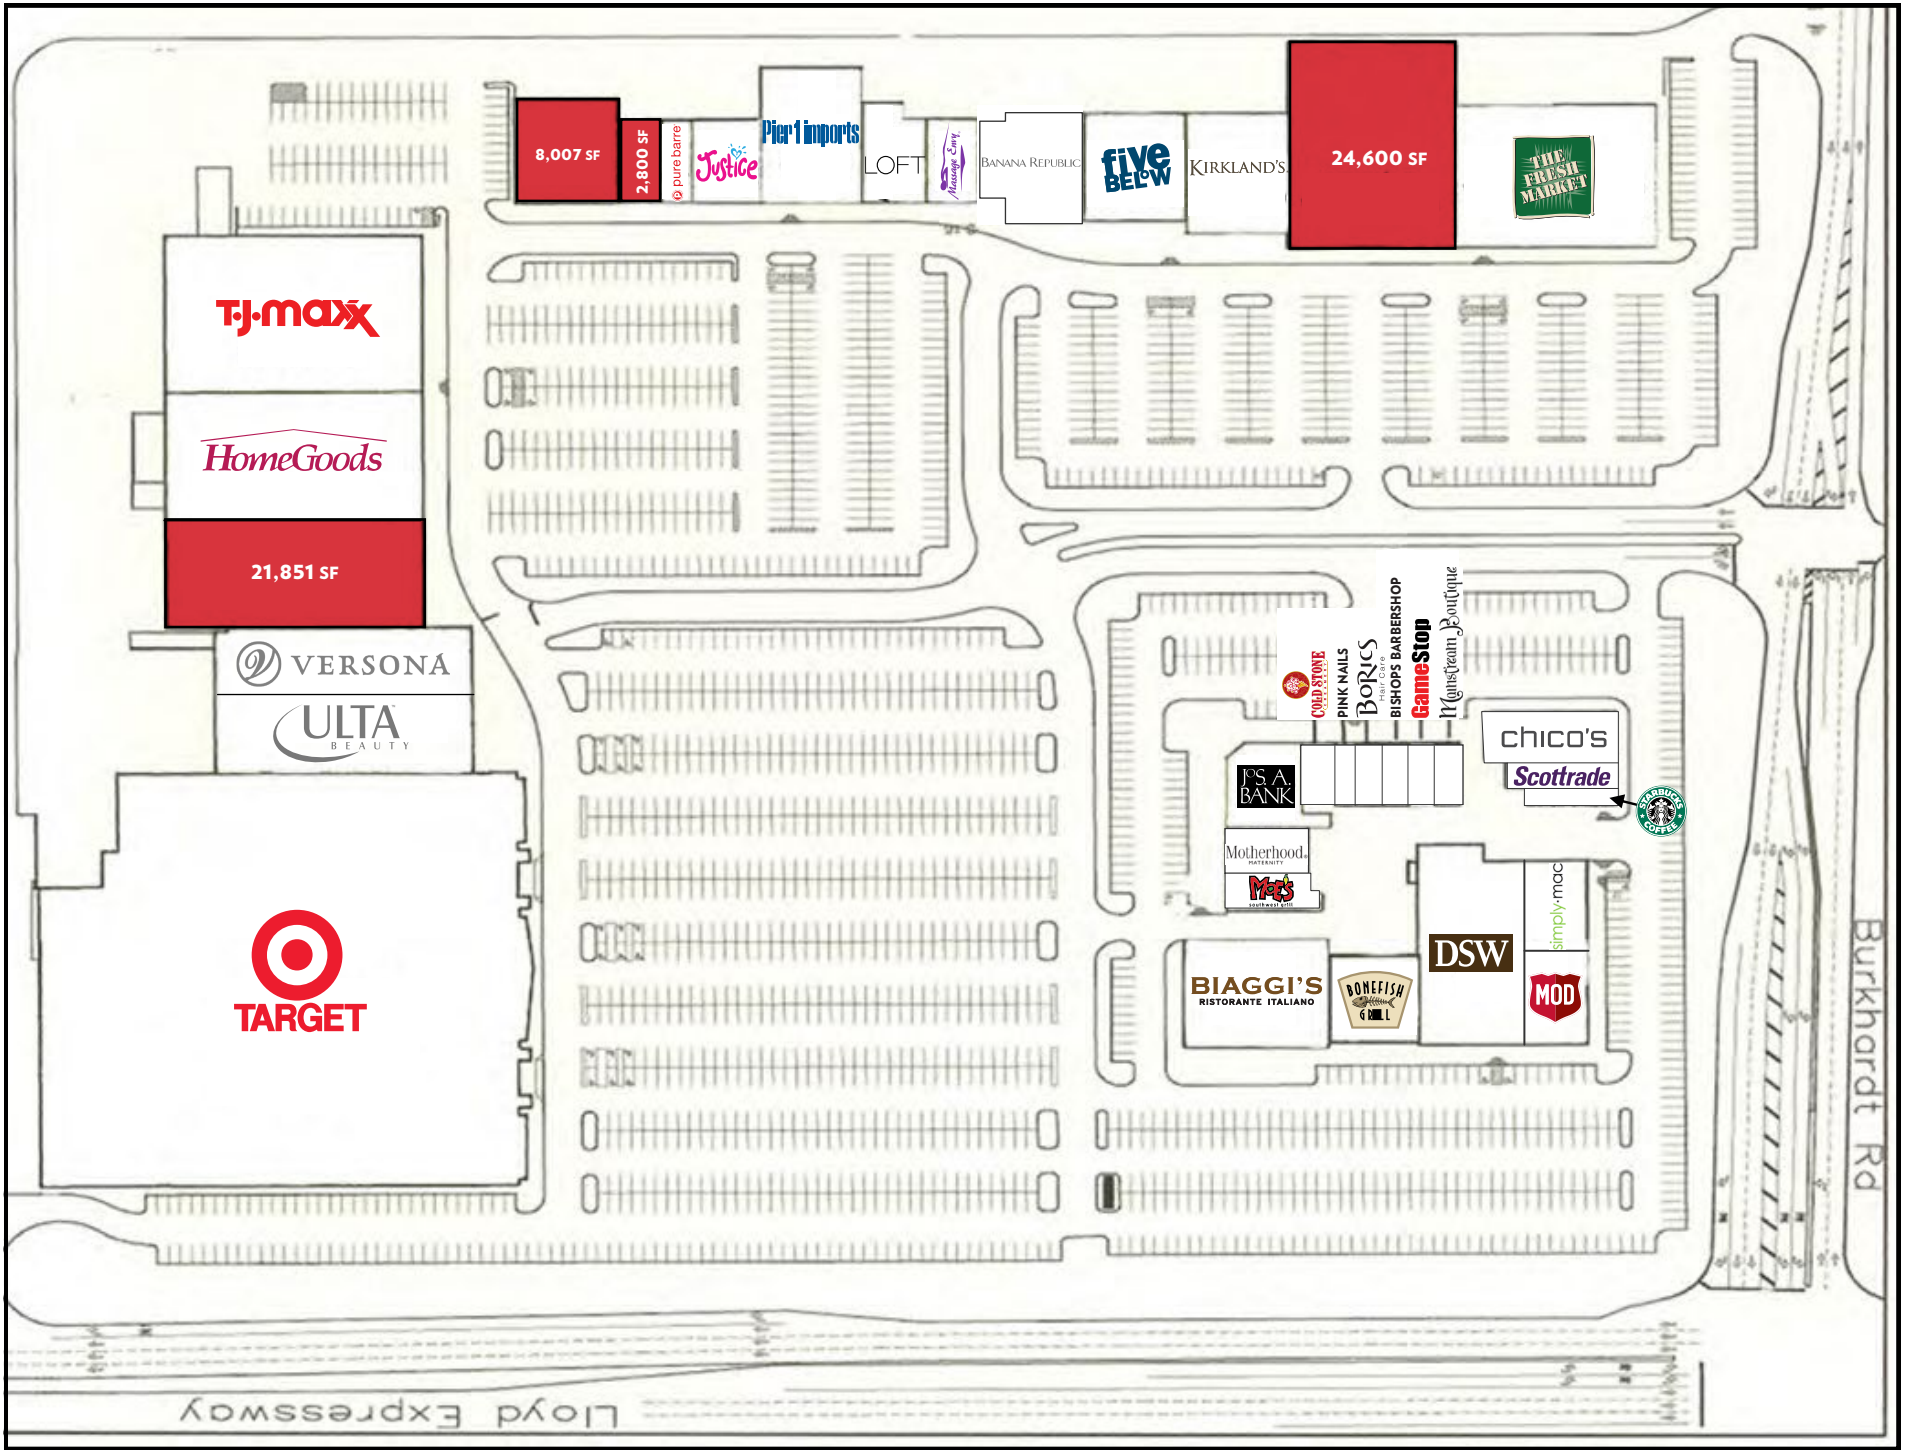 8,007 SF
2,800 SF
pure barre
Justice
Pier 1 imports
LOFT
Massage Envy
BANANA REPUBLIC
five
BELOW
KIRKLAND'S
24,600 SF
THE
FRESH
MARKET
T·J·maxx
HomeGoods
21,851 SF
VERSONA
ULTA
BEAUTY
TARGET
COLD STONE
CREAMERY
PINK NAILS
BORICS
Hair Care
BISHOPS BARBERSHOP
GameStop
Mainstream Boutique
chico's
Scottrade
STARBUCKS
COFFEE
JoS. A.
BANK
Motherhood
MATERNITY
MOE'S
southwest grill
simply·mac
DSW
MOD
BIAGGI'S
RISTORANTE ITALIANO
BONEFISH
GRILL
Burkhardt Rd
Lloyd Expressway